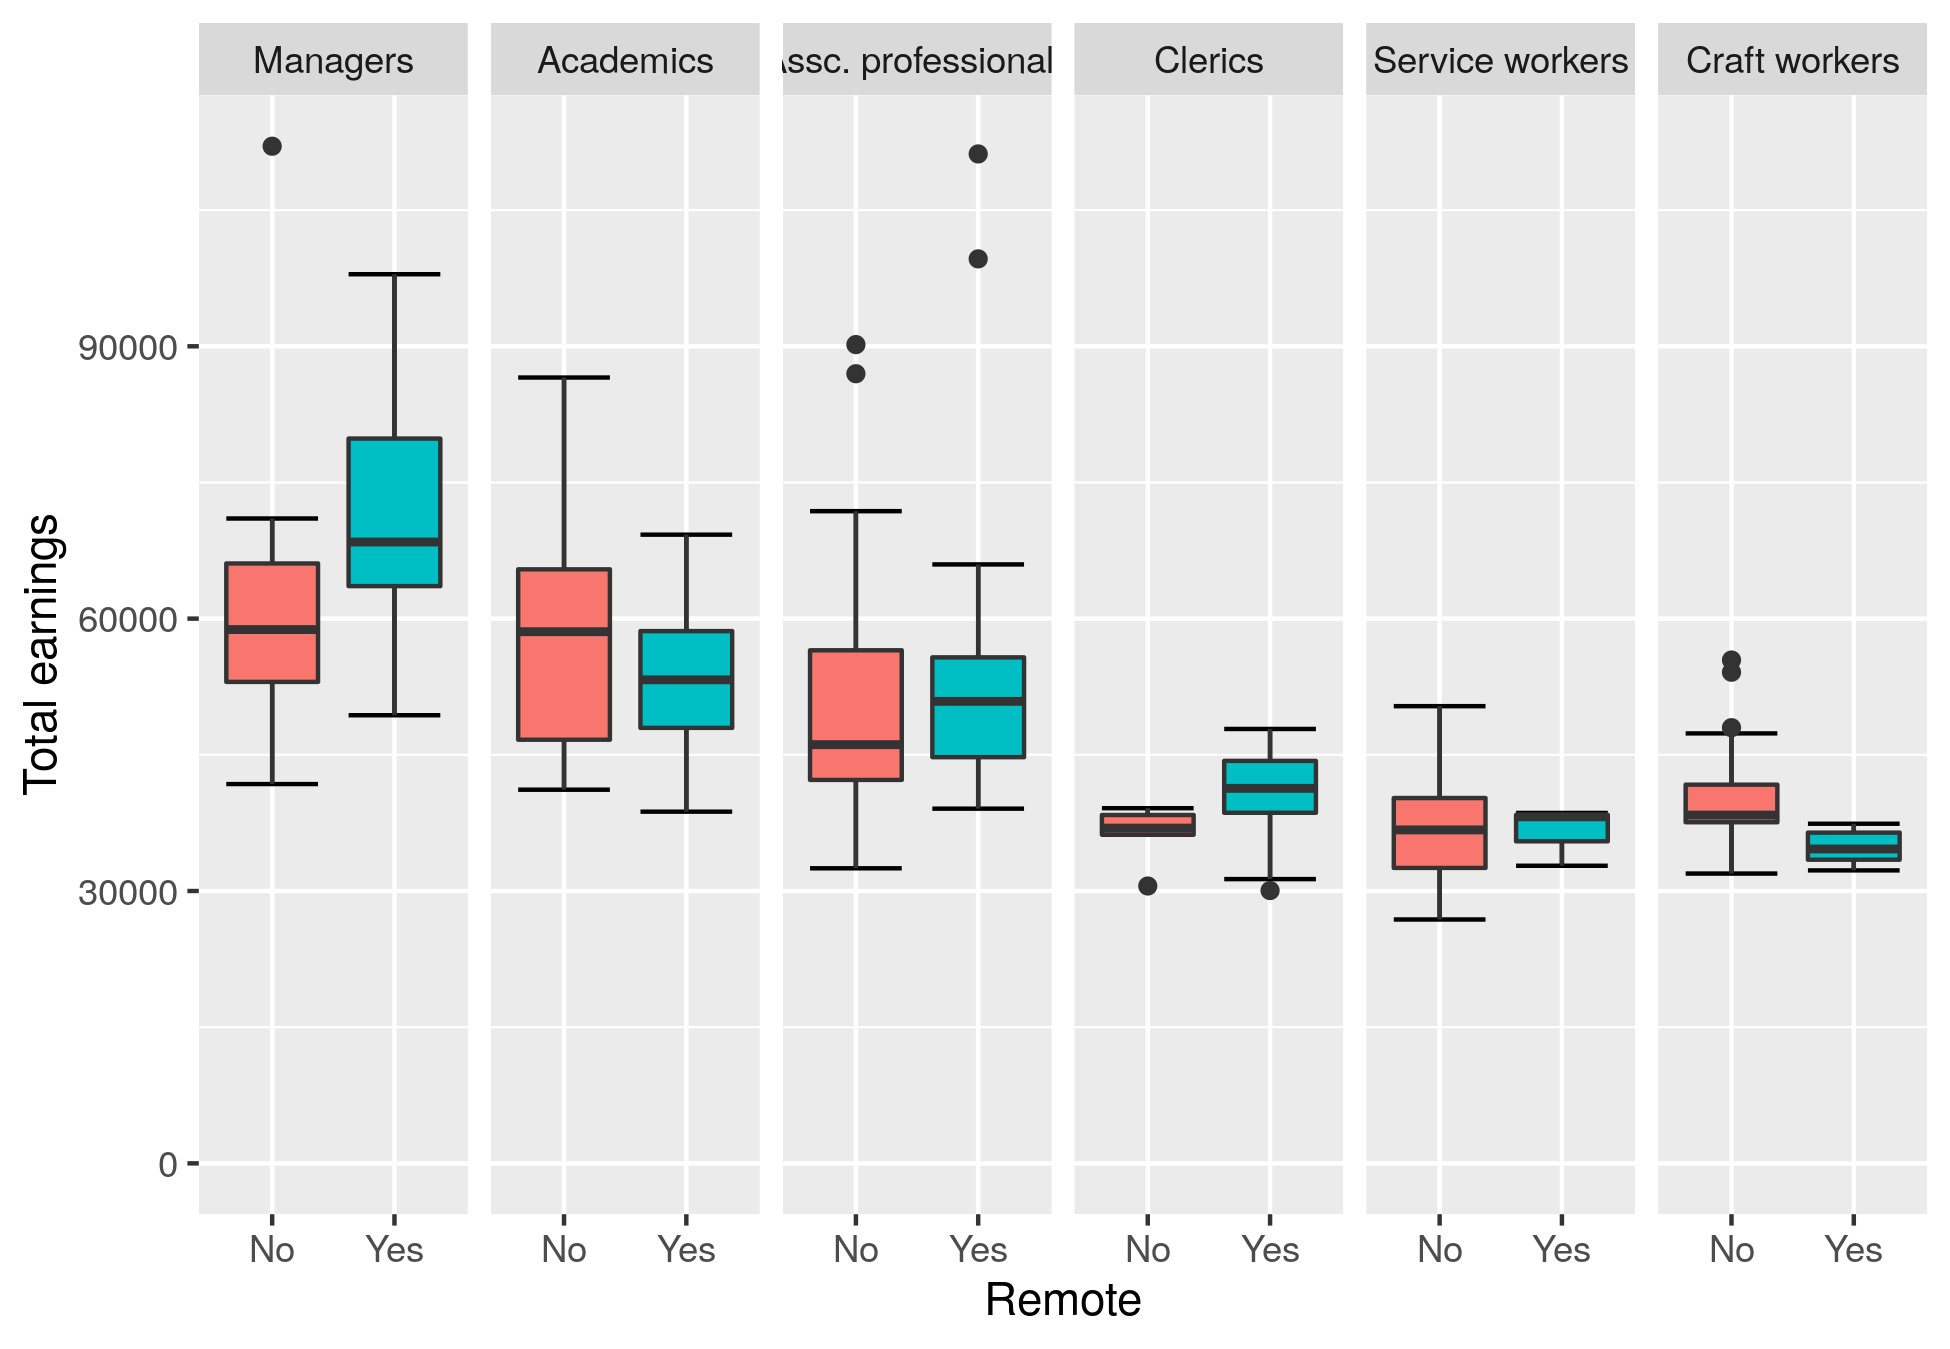 Managers
Academics
Assc. professional
Clerics
Service workers
Craft workers
90000
60000
30000
0
Total earnings
No Yes No Yes No Yes No Yes No Yes No Yes
Remote